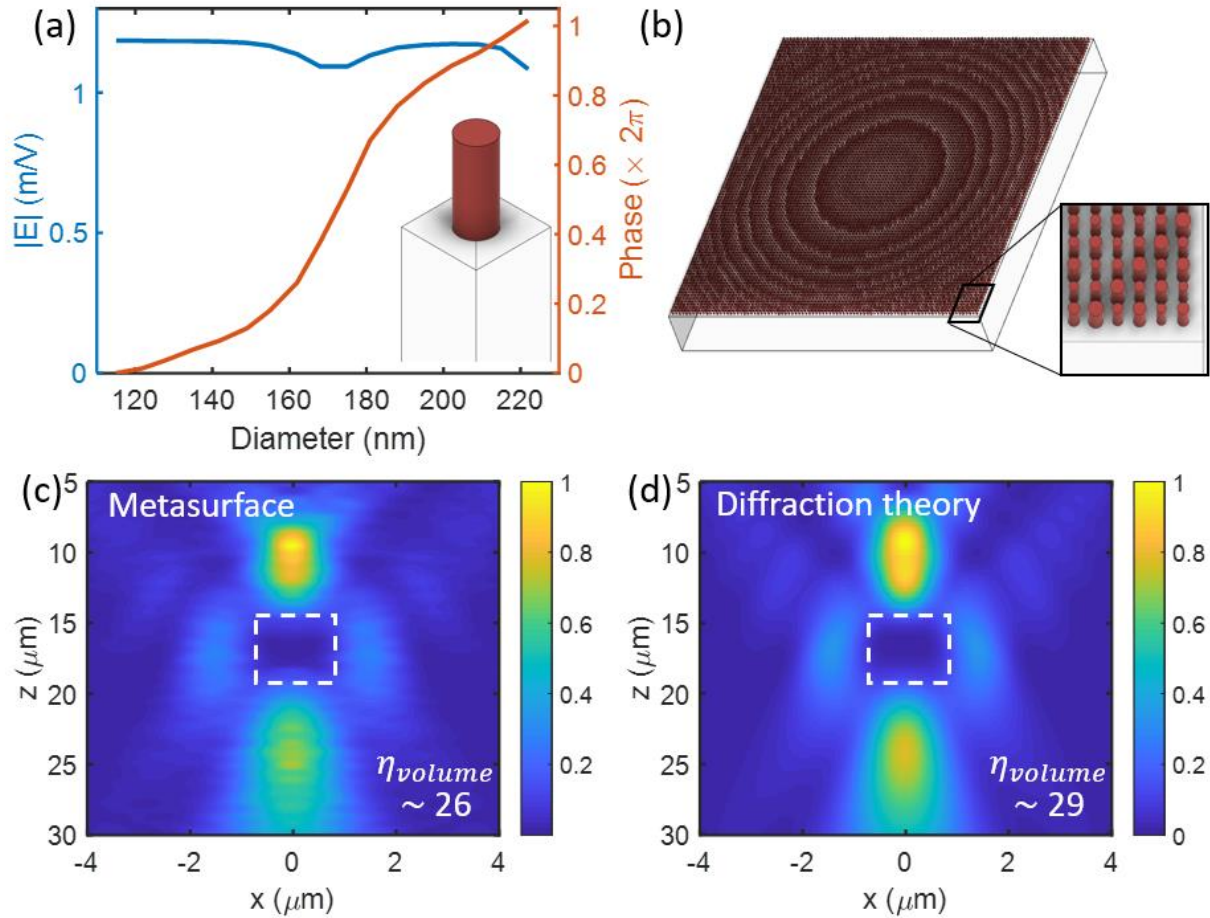 (a)
|E| (m/V)
1
0.5
0
120 140 160 180 200 220
Diameter (nm)
1
0.8
0.6
0.4
0.2
0
Phase (× 2π)
(b)
(c)
Metasurface
5
10
15
20
25
30
z (μm)
-4 -2 0 2 4
x (μm)
η_volume
~ 26
1
0.8
0.6
0.4
0.2
(d)
Diffraction theory
5
10
15
20
25
30
z (μm)
-4 -2 0 2 4
x (μm)
η_volume
~ 29
1
0.8
0.6
0.4
0.2
0